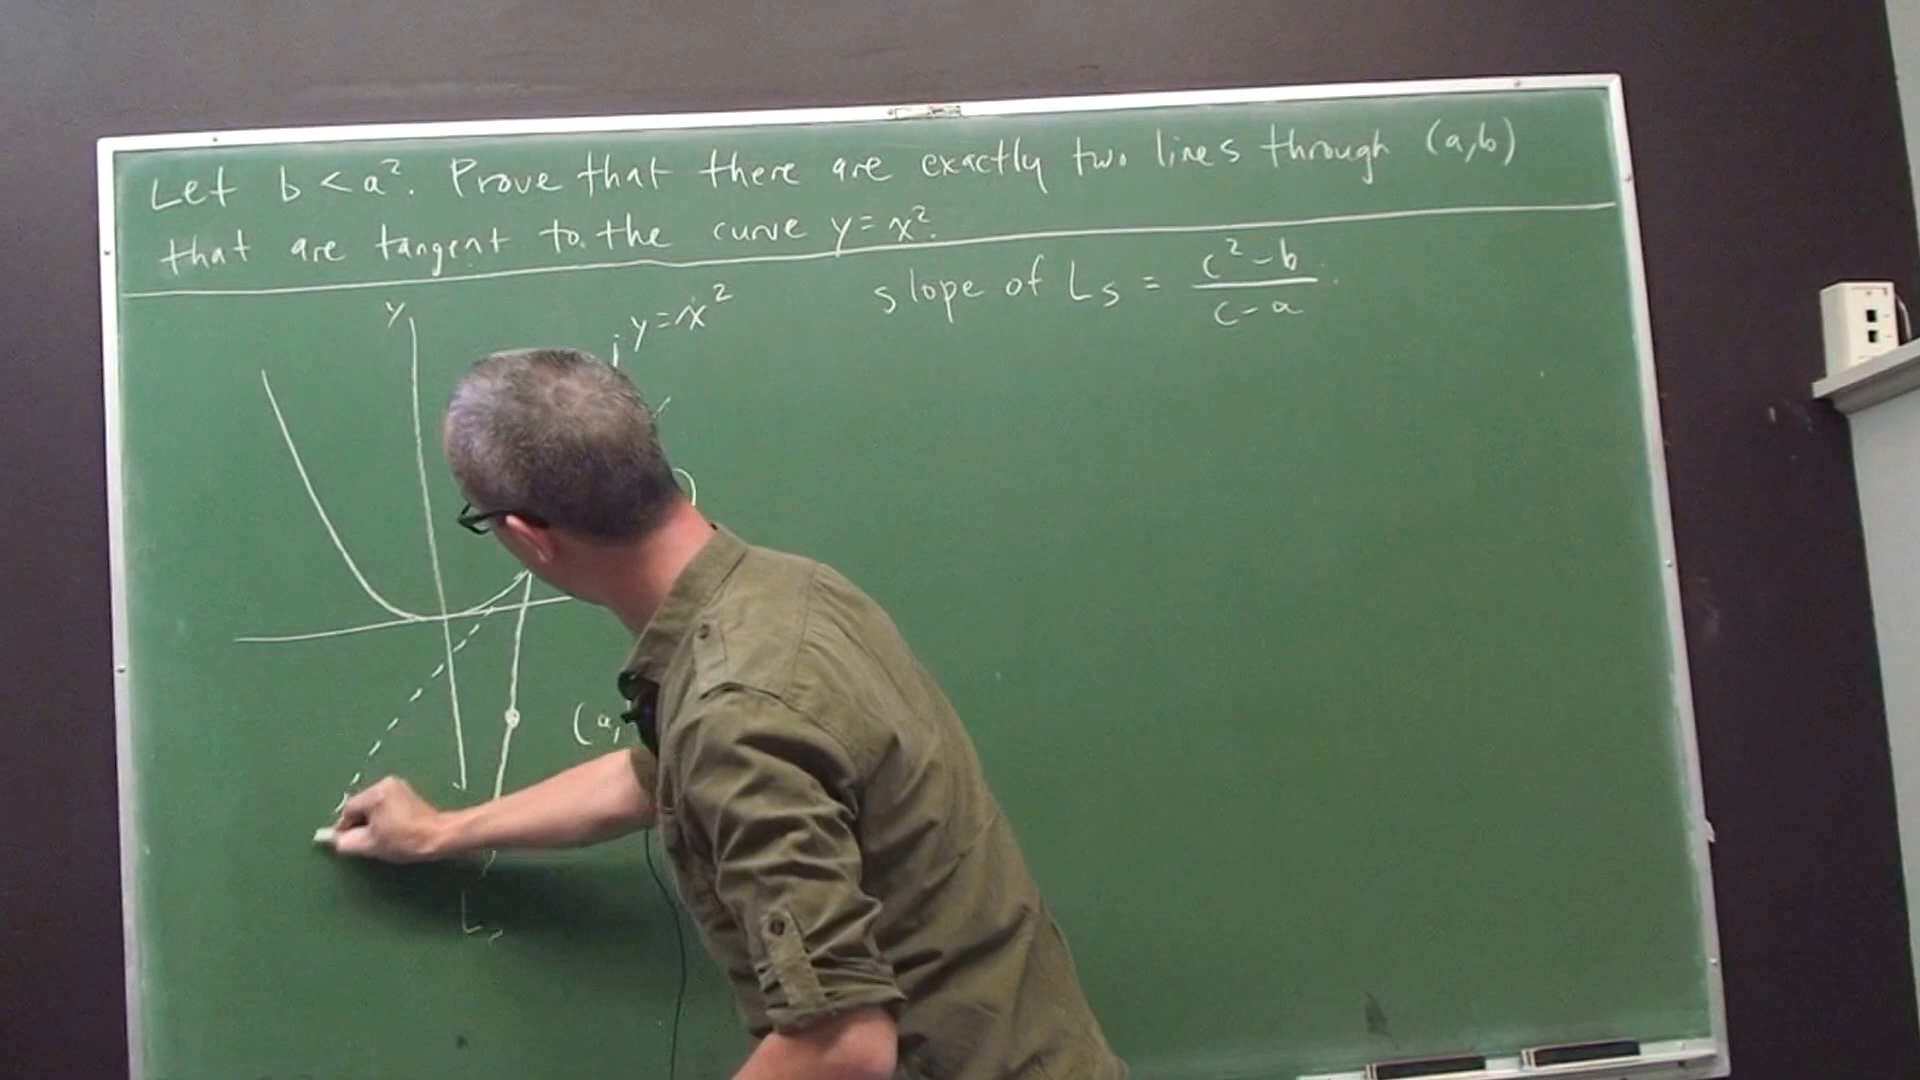 Let b < a². Prove that there are exactly two lines through (a,b)
that are tangent to the curve y = x².
slope of Ls = (c² - b)/(c - a)
y
y = x²
(a,
L